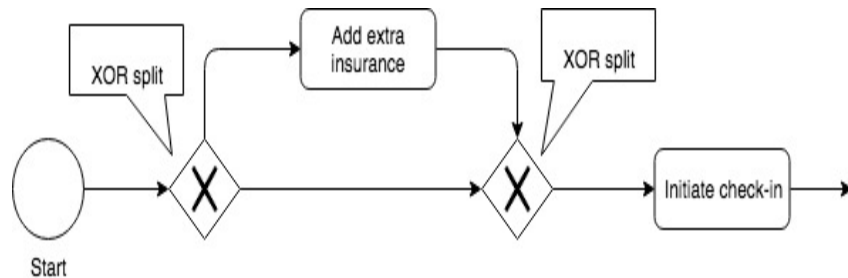 XOR split
Add extra
insurance
XOR split
X
X
Initiate check-in
Start